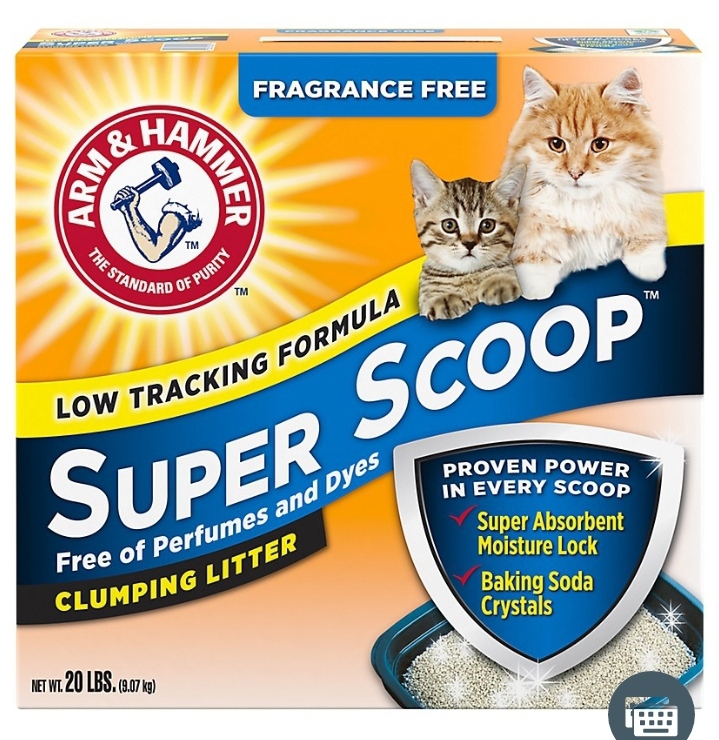 FRAGRANCE FREE
ARM & HAMMER
TM
THE STANDARD OF PURITY
TM
LOW TRACKING FORMULA
SUPER SCOOP™
Free of Perfumes and Dyes
CLUMPING LITTER
PROVEN POWER
IN EVERY SCOOP
Super Absorbent
Moisture Lock
Baking Soda
Crystals
NET WT. 20 LBS. (9.07 kg)